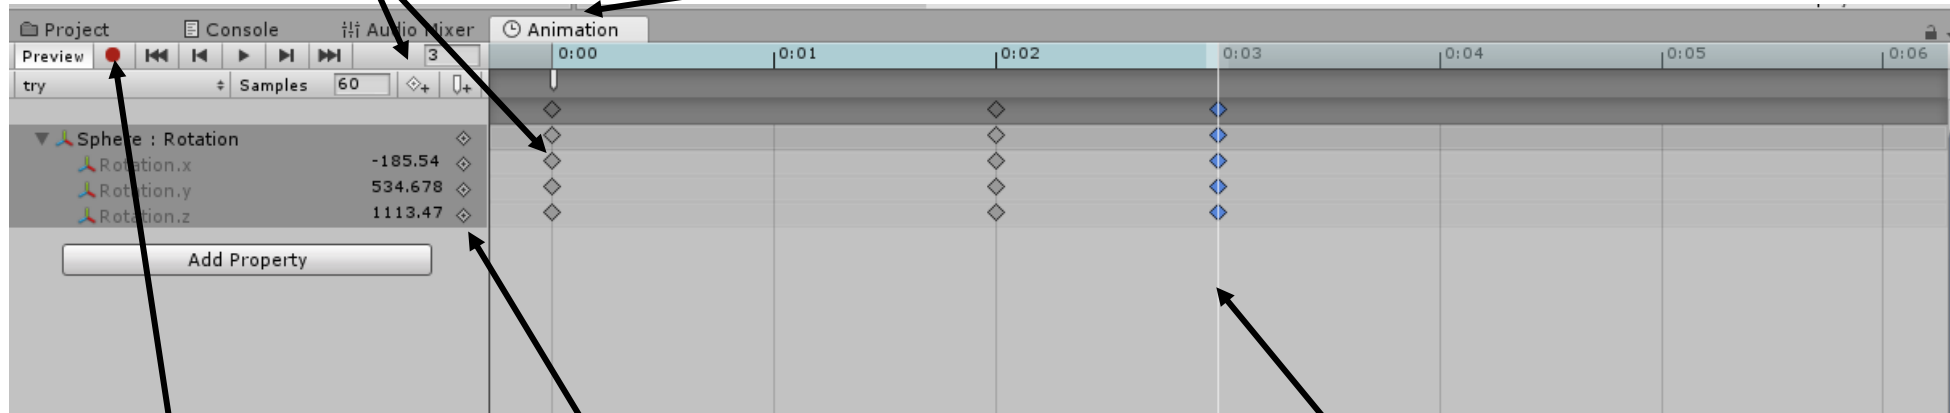 Project Console Audio Mixer Animation
Preview 3 0:00 0:01 0:02 0:03 0:04 0:05 0:06
try Samples 60
Sphere : Rotation
Rotation.x -185.54
Rotation.y 534.678
Rotation.z 1113.47
Add Property